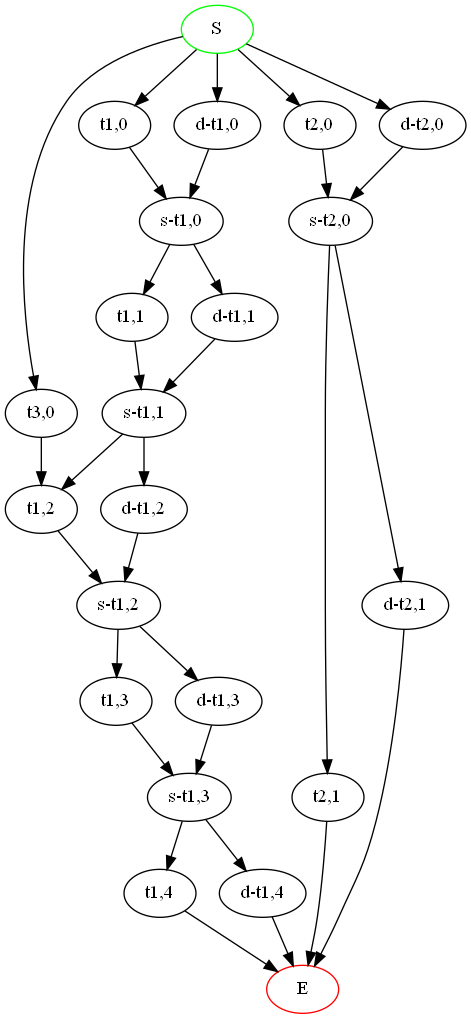 S
t1,0
d-t1,0
t2,0
d-t2,0
s-t1,0
s-t2,0
t1,1
d-t1,1
t3,0
s-t1,1
t1,2
d-t1,2
s-t1,2
d-t2,1
t1,3
d-t1,3
s-t1,3
t2,1
t1,4
d-t1,4
E